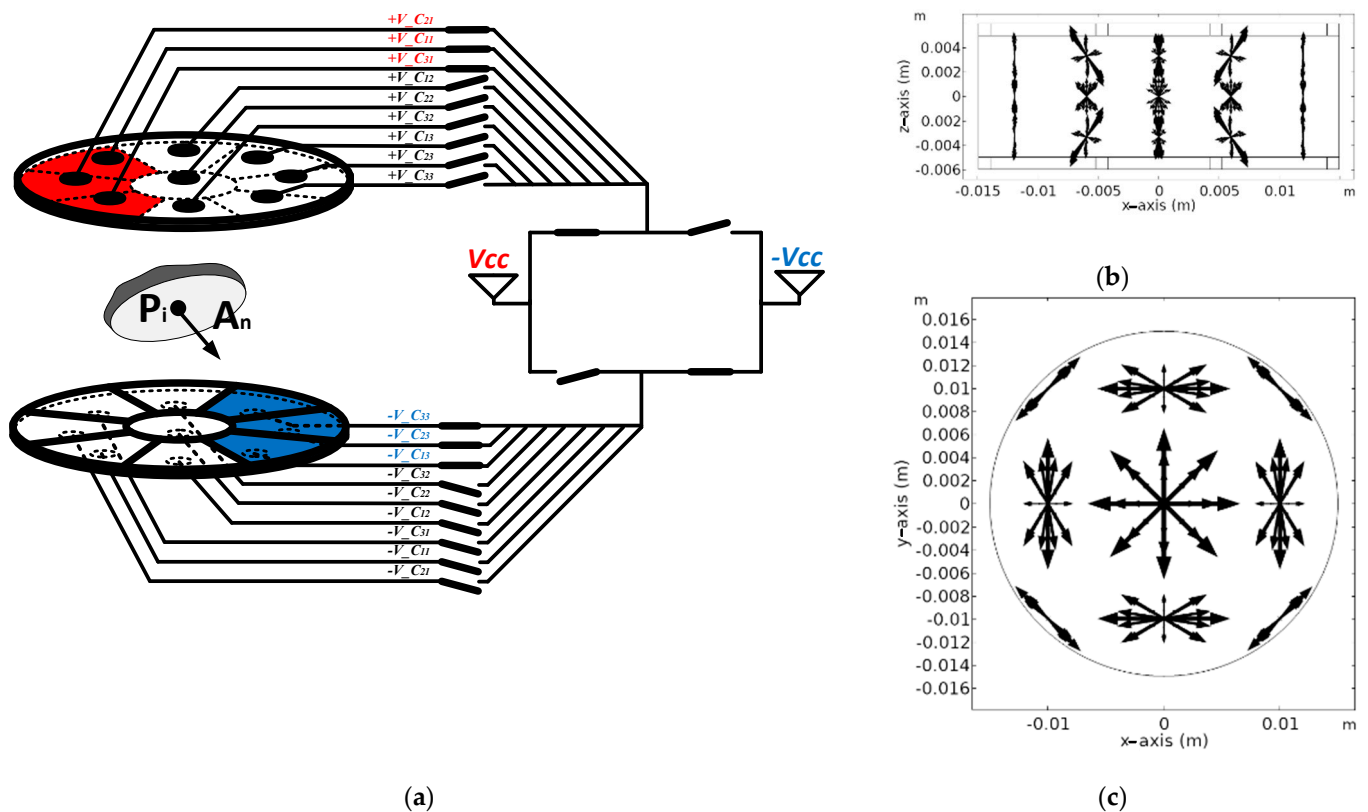 +V_C21
+V_C11
+V_C31
+V_C12
+V_C22
+V_C32
+V_C13
+V_C23
+V_C33
Vcc
-Vcc
Pi
An
-V_C33
-V_C23
-V_C13
-V_C32
-V_C22
-V_C12
-V_C31
-V_C11
-V_C21
(a)
m
0.004
0.002
0
0.002
0.004
-0.006
z-axis (m)
-0.015 -0.01 -0.005 0 0.005 0.01 m
x-axis (m)
(b)
m
0.016
0.014
0.012
0.01
0.008
0.006
0.004
0.002
0
-0.002
-0.004
-0.006
-0.008
-0.01
-0.012
-0.014
-0.016
y-axis (m)
-0.01 0 0.01 m
x-axis (m)
(c)